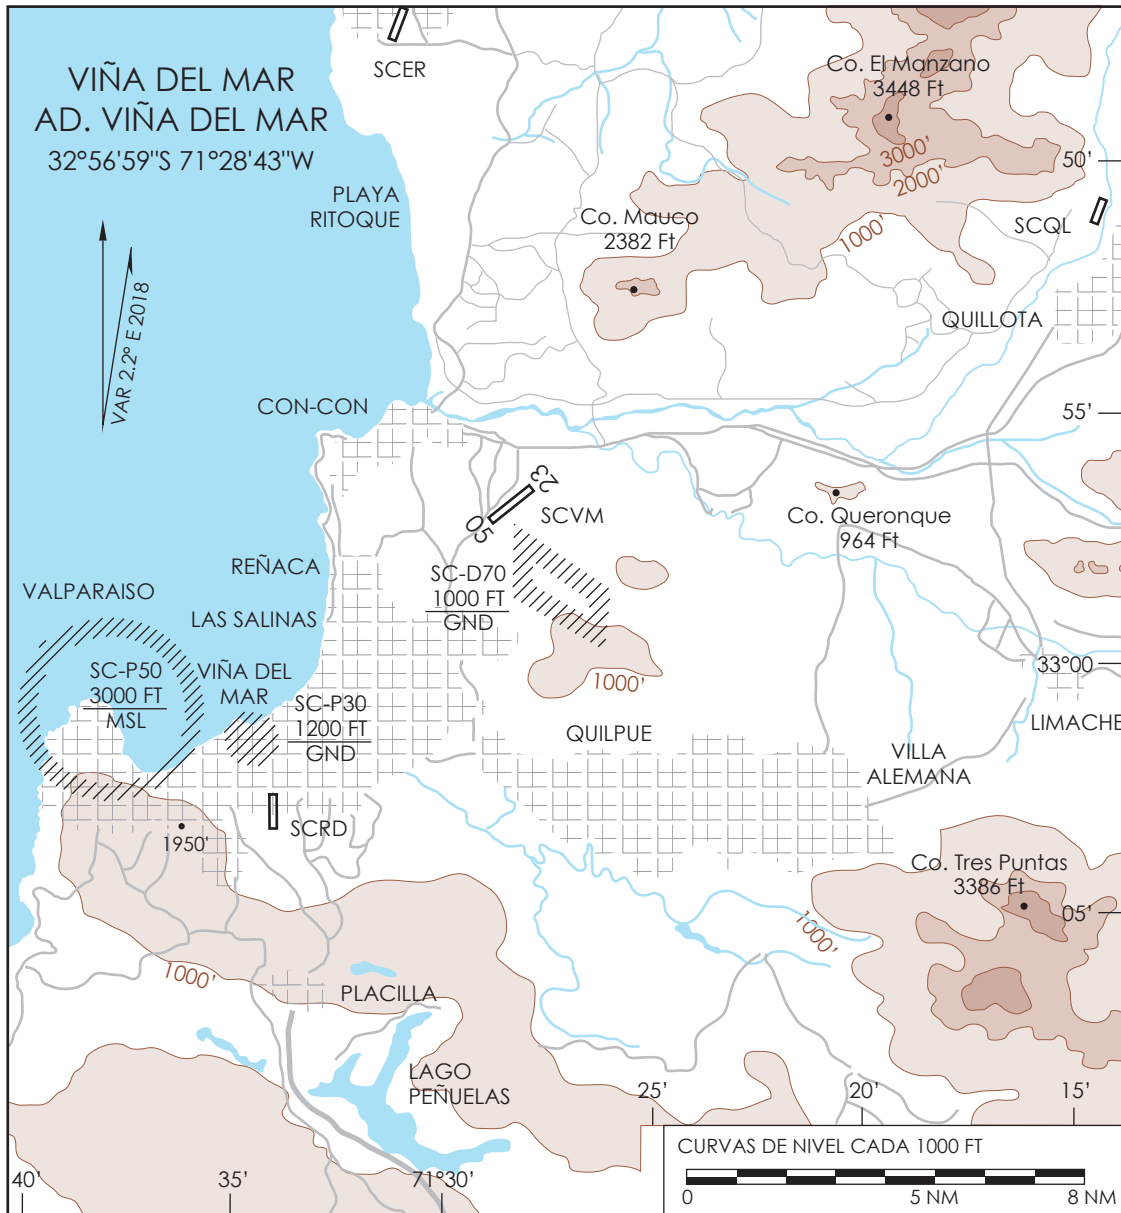 VIÑA DEL MAR
AD. VIÑA DEL MAR
32°56'59"S 71°28'43"W
SCER
Co. El Manzano
3448 Ft
3000'
2000'
1000'
50'
PLAYA
RITOQUE
Co. Mauco
2382 Ft
SCQL
VAR 2.2° E 2018
QUILLOTA
CON-CON
55'
23
05
SCVM
Co. Queronque
964 Ft
REÑACA
SC-D70
1000 FT
GND
VALPARAISO
LAS SALINAS
SC-P50
3000 FT
MSL
VIÑA DEL
MAR
SC-P30
1200 FT
GND
1000'
33°00
LIMACHE
QUILPUE
VILLA
ALEMANA
SCRD
1950'
Co. Tres Puntas
3386 Ft
05'
1000'
1000'
PLACILLA
LAGO
PEÑUELAS
25'
20'
15'
CURVAS DE NIVEL CADA 1000 FT
0
5 NM
8 NM
40'
35'
71°30'